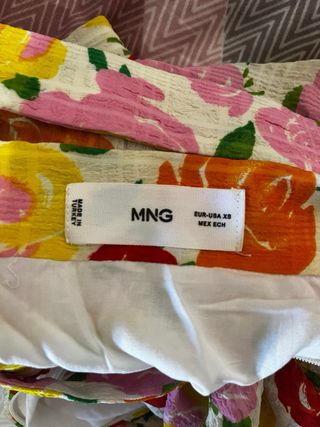 MADE IN
TURKEY
MNG
EUR-USA XS
MEX ECH